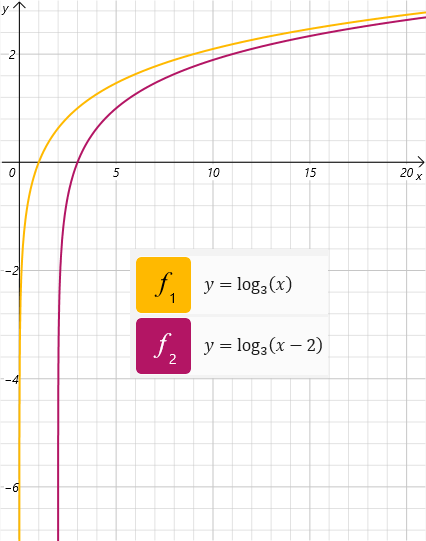 y
2
0 5 10 15 20 x
−2
f₁ y = log₃(x)
f₂ y = log₃(x − 2)
−4
−6